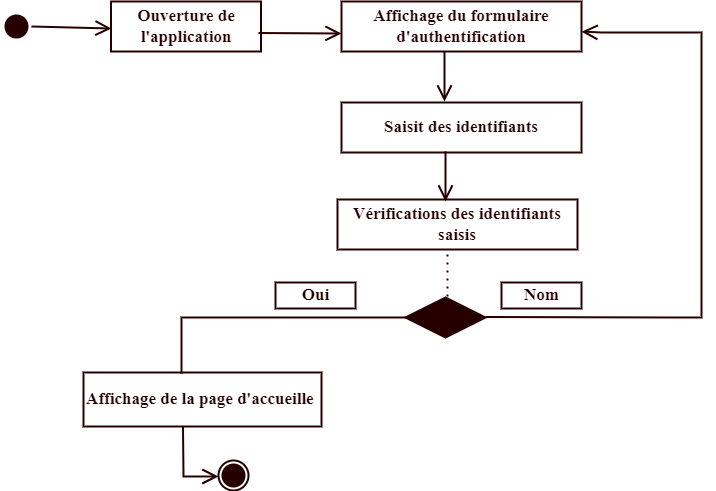 Ouverture de
l'application
Affichage du formulaire
d'authentification
Saisit des identifiants
Vérifications des identifiants
saisis
Oui
Nom
Affichage de la page d'accueille